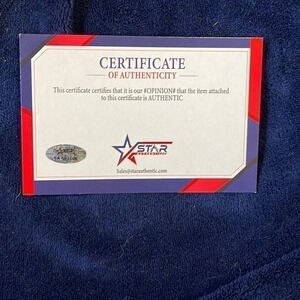 CERTIFICATE
OF AUTHENTICITY
This certificate certifies that it is our #OPINION# that the item attached
to this certificate is AUTHENTIC
STAR
Sales@starauthentic.com